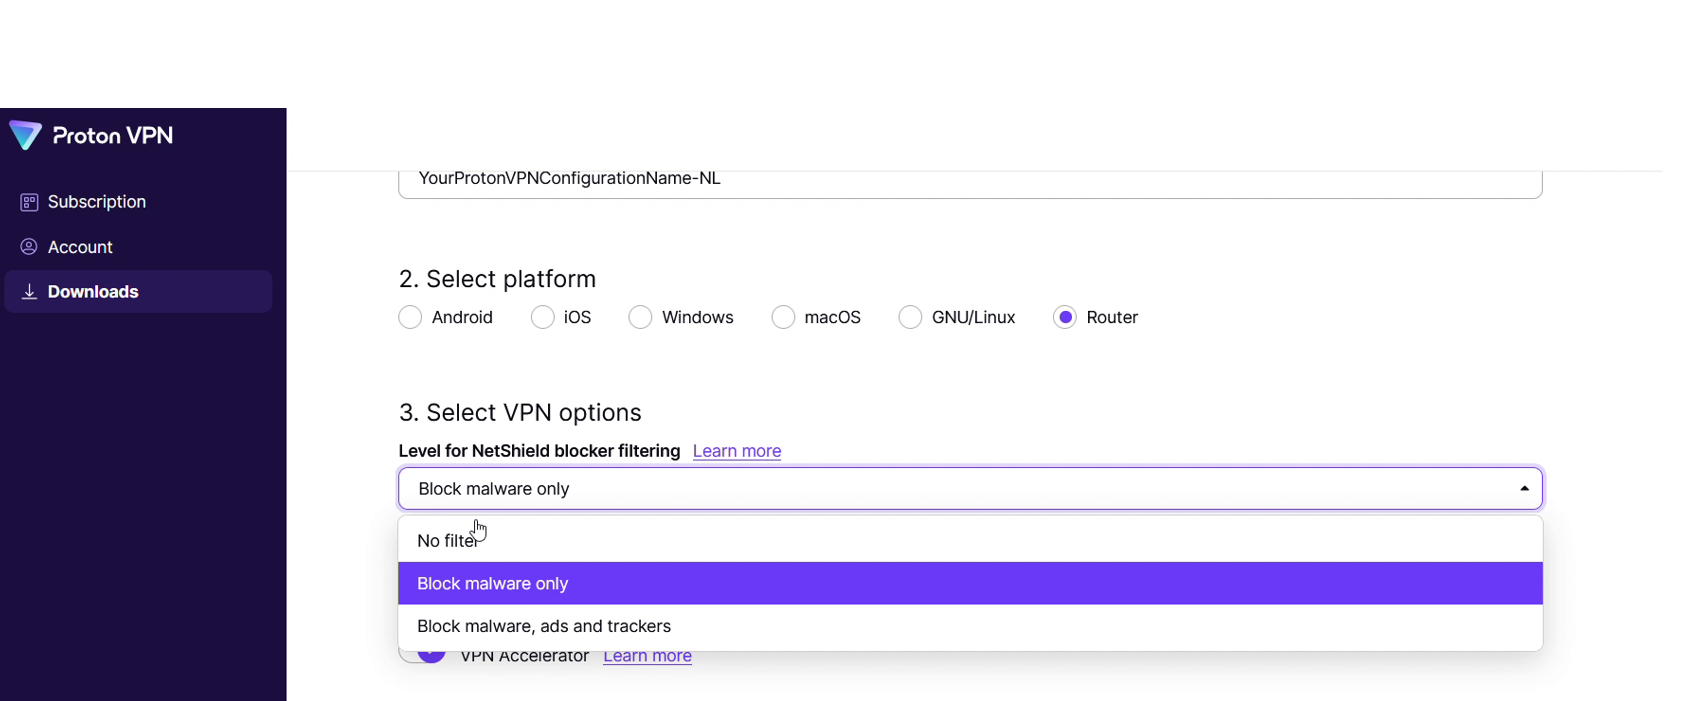 Proton VPN
Subscription
Account
Downloads
YourProtonVPNConfigurationName-NL
2. Select platform
Android iOS Windows macOS GNU/Linux Router
3. Select VPN options
Level for NetShield blocker filtering Learn more
Block malware only
No filter
Block malware only
Block malware, ads and trackers
VPN Accelerator Learn more